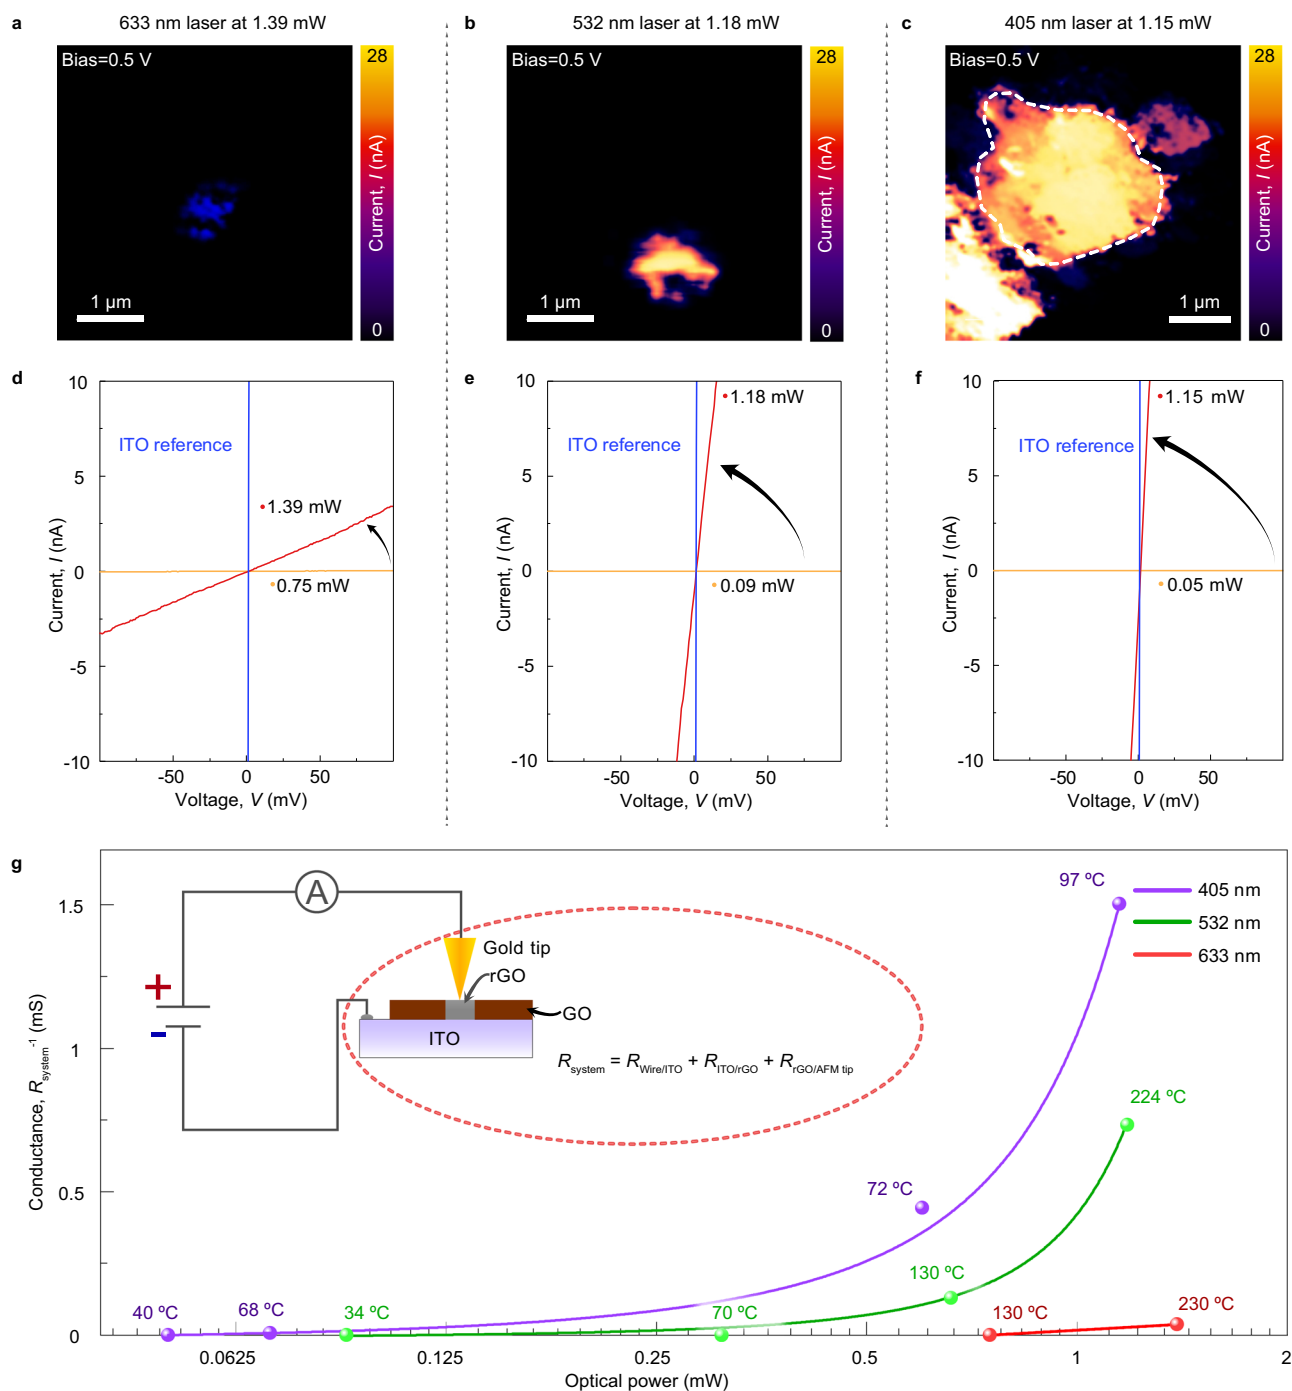 a
633 nm laser at 1.39 mW
Bias=0.5 V
1 µm
28
Current, I (nA)
0
b
532 nm laser at 1.18 mW
Bias=0.5 V
1 µm
28
Current, I (nA)
0
c
405 nm laser at 1.15 mW
Bias=0.5 V
1 µm
28
Current, I (nA)
0
d
10
5
0
-5
-10
Current, I (nA)
ITO reference
1.39 mW
0.75 mW
-50
0
50
Voltage, V (mV)
e
10
5
0
-5
-10
Current, I (nA)
ITO reference
1.18 mW
0.09 mW
-50
0
50
Voltage, V (mV)
f
10
5
0
-5
-10
Current, I (nA)
ITO reference
1.15 mW
0.05 mW
-50
0
50
Voltage, V (mV)
g
1.5
1
0.5
0
Conductance, R_system^-1 (mS)
A
+
-
Gold tip
rGO
GO
ITO
R_system = R_Wire/ITO + R_ITO/rGO + R_rGO/AFM tip
97 ºC
405 nm
532 nm
633 nm
224 ºC
72 ºC
130 ºC
40 ºC
68 ºC
34 ºC
70 ºC
130 ºC
230 ºC
0.0625
0.125
0.25
0.5
1
2
Optical power (mW)